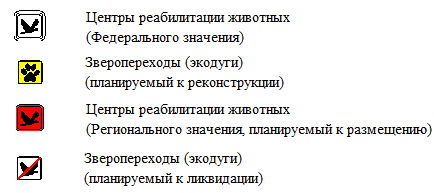 Центры реабилитации животных
(Федерального значения)
Зверопереходы (экодуги)
(планируемый к реконструкции)
Центры реабилитации животных
(Регионального значения, планируемый к размещению)
Зверопереходы (экодуги)
(планируемый к ликвидации)